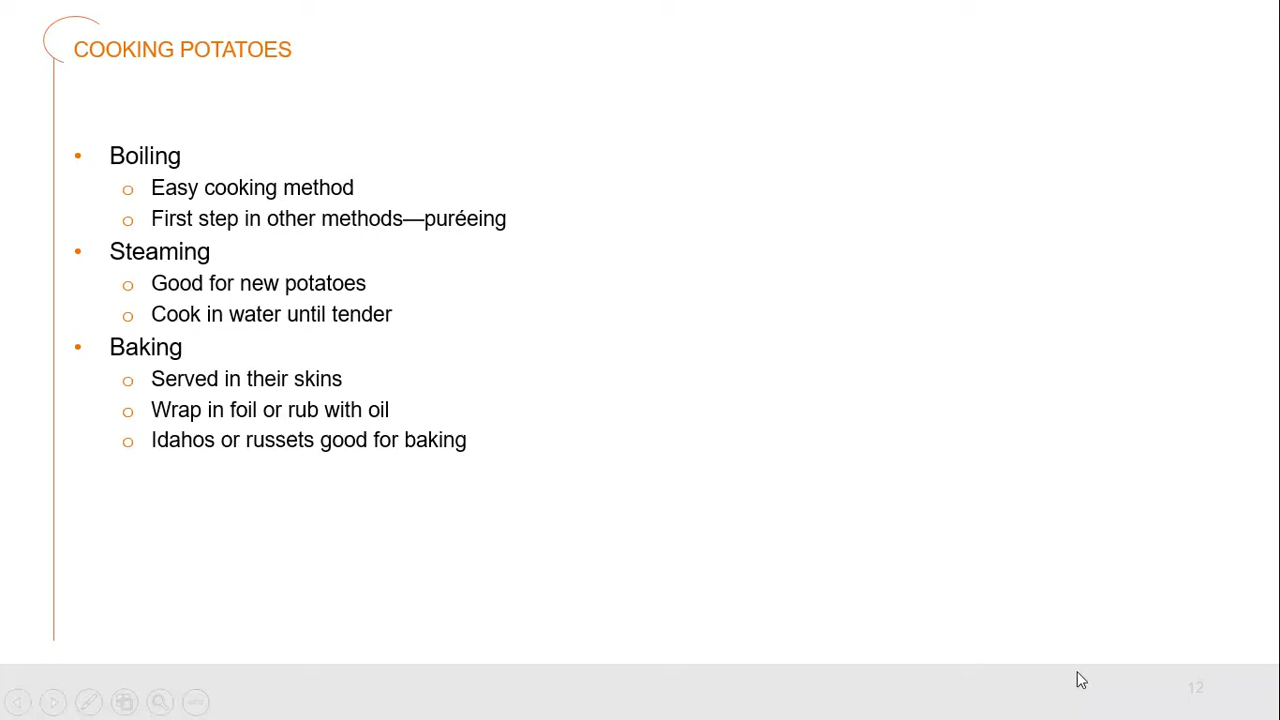 COOKING POTATOES
• Boiling
o Easy cooking method
o First step in other methods—puréeing
• Steaming
o Good for new potatoes
o Cook in water until tender
• Baking
o Served in their skins
o Wrap in foil or rub with oil
o Idahos or russets good for baking
12